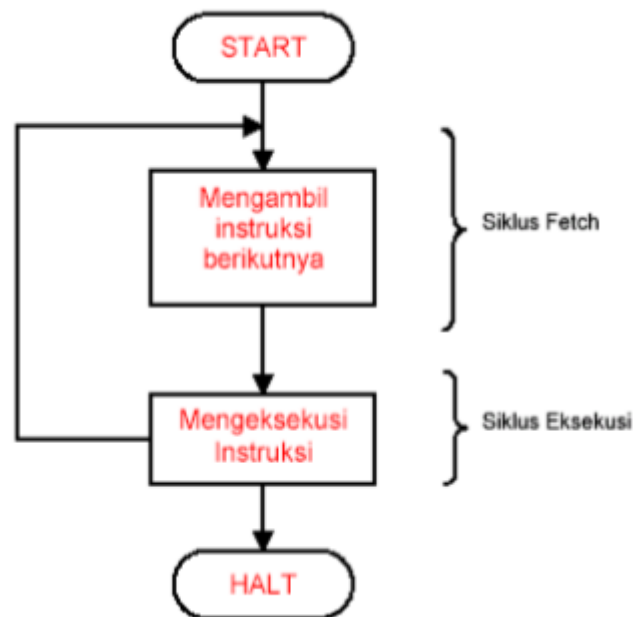 START
Mengambil
instruksi
berikutnya
Siklus Fetch
Mengeksekusi
Instruksi
Siklus Eksekusi
HALT